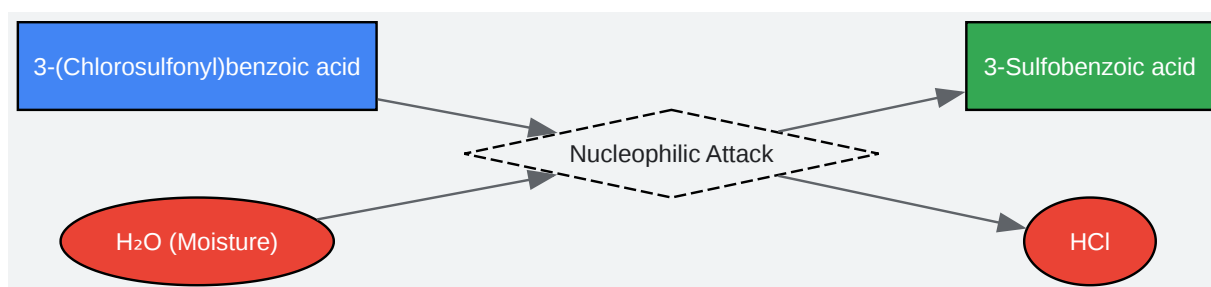 3-(Chlorosulfonyl)benzoic acid
3-Sulfobenzoic acid
Nucleophilic Attack
H₂O (Moisture)
HCl